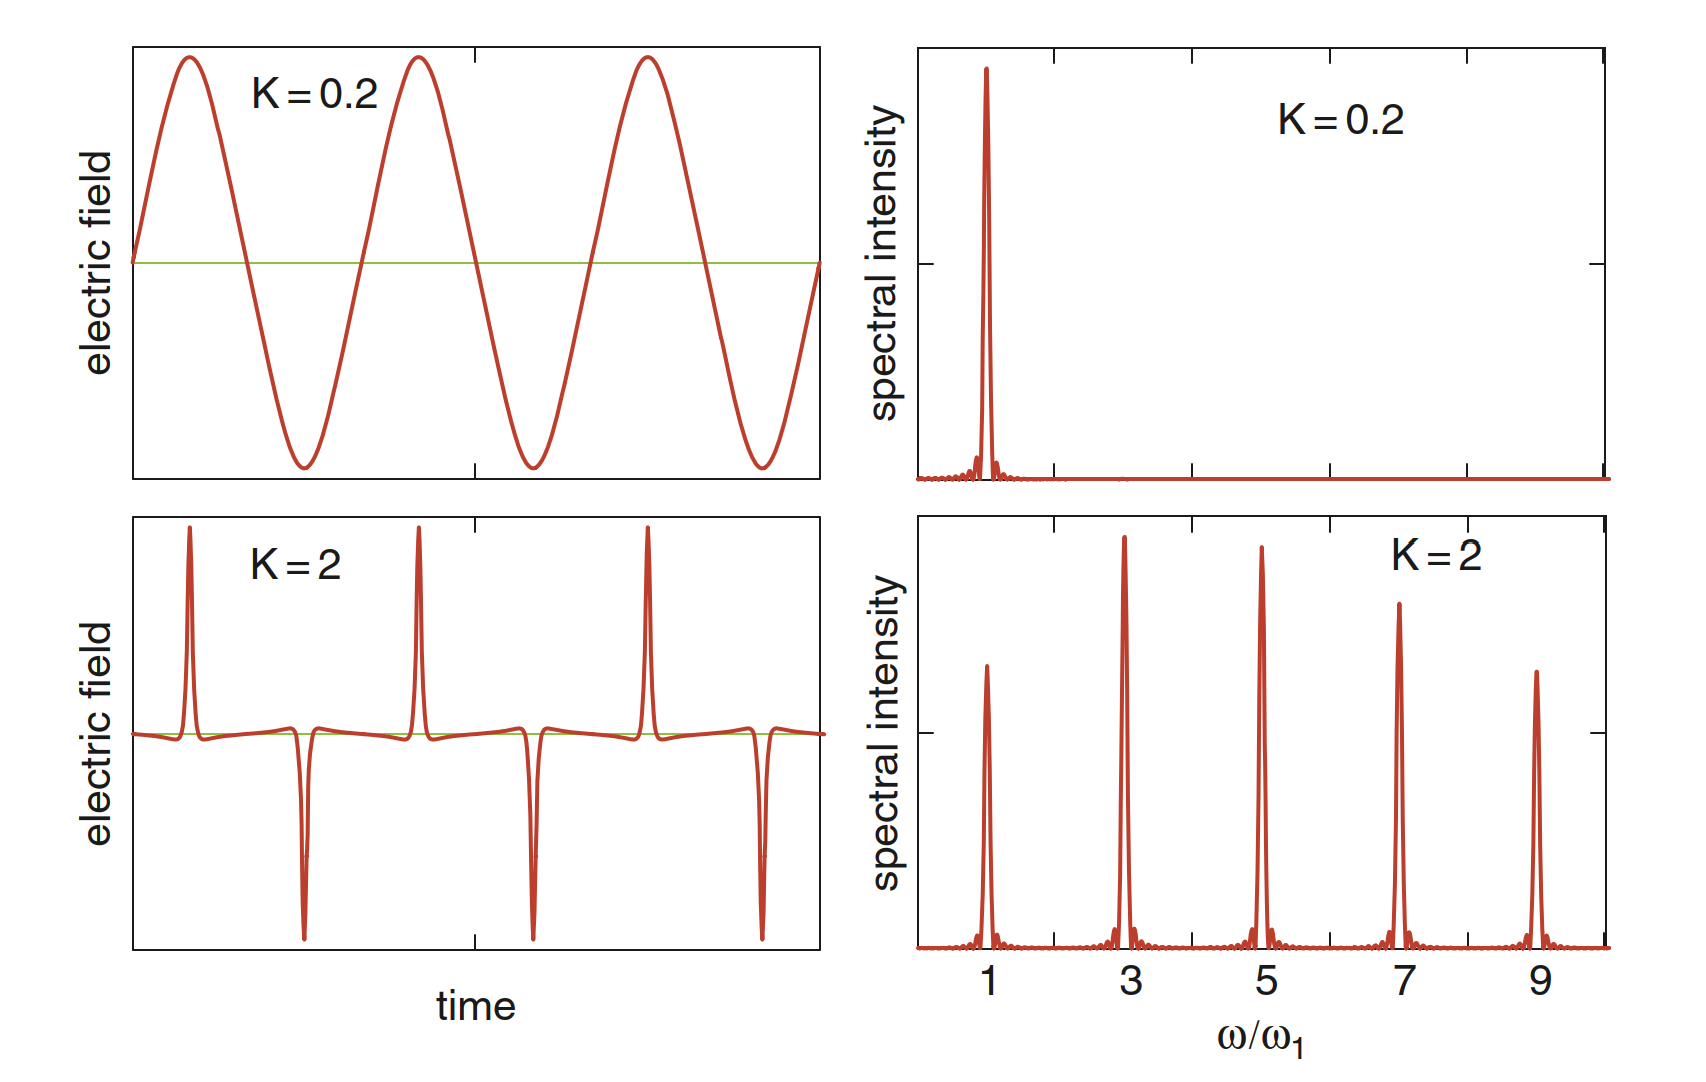 electric field
K = 0.2
spectral intensity
K = 0.2
electric field
K = 2
spectral intensity
K = 2
1 3 5 7 9
time
ω/ω₁